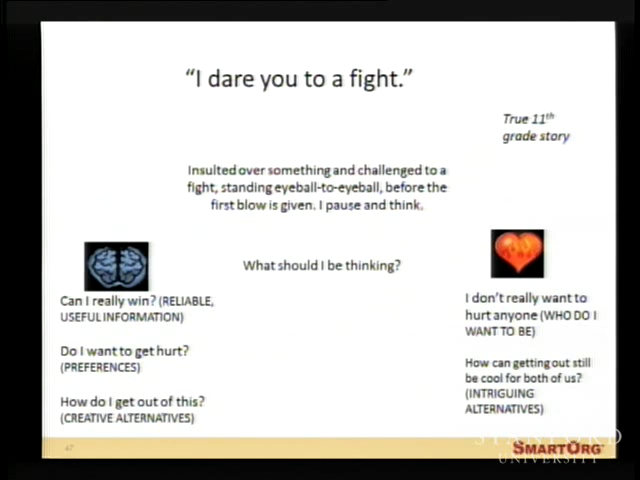 “I dare you to a fight.”
True 11th
grade story
Insulted over something and challenged to a
fight, standing eyeball-to-eyeball, before the
first blow is given. I pause and think.
What should I be thinking?
Can I really win? (RELIABLE,
USEFUL INFORMATION)
Do I want to get hurt?
(PREFERENCES)
How do I get out of this?
(CREATIVE ALTERNATIVES)
I don't really want to
hurt anyone (WHO DO I
WANT TO BE)
How can getting out still
be cool for both of us?
(INTRIGUING
ALTERNATIVES)
47
STANFORD
UNIVERSITY
SMARTORG